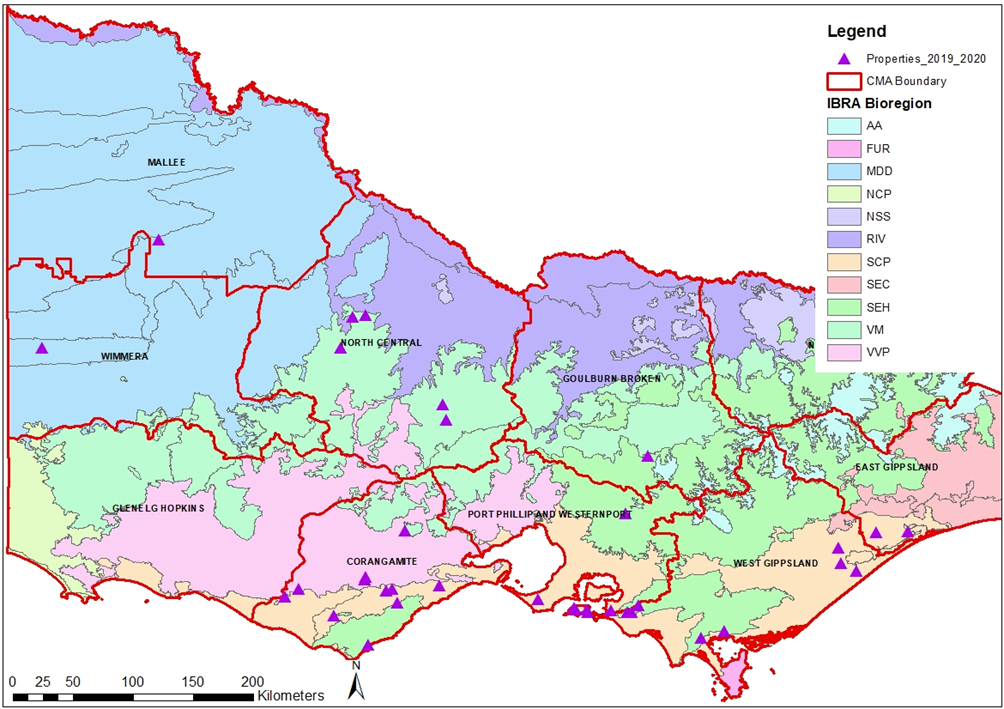 Legend
Properties_2019_2020
CMA Boundary
IBRA Bioregion
AA
FUR
MDD
NCP
NSS
RIV
SCP
SEC
SEH
VM
VVP
MALLEE
WIMMERA
NORTH CENTRAL
GOULBURN BROKEN
N
EAST GIPPSLAND
GLENELG HOPKINS
PORT PHILLIP AND WESTERNPORT
CORANGAMITE
WEST GIPPSLAND
N
0 25 50 100 150 200
Kilometers